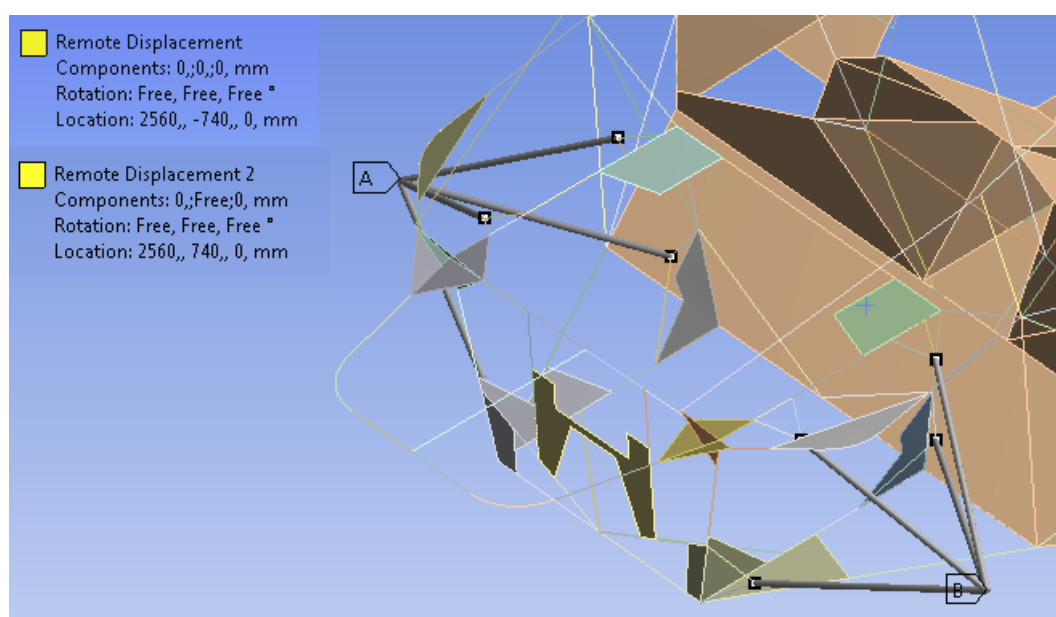 Remote Displacement
Components: 0,;0,;0, mm
Rotation: Free, Free, Free °
Location: 2560,, -740,, 0, mm
Remote Displacement 2
Components: 0,;Free;0, mm
Rotation: Free, Free, Free °
Location: 2560,, 740,, 0, mm
A
B